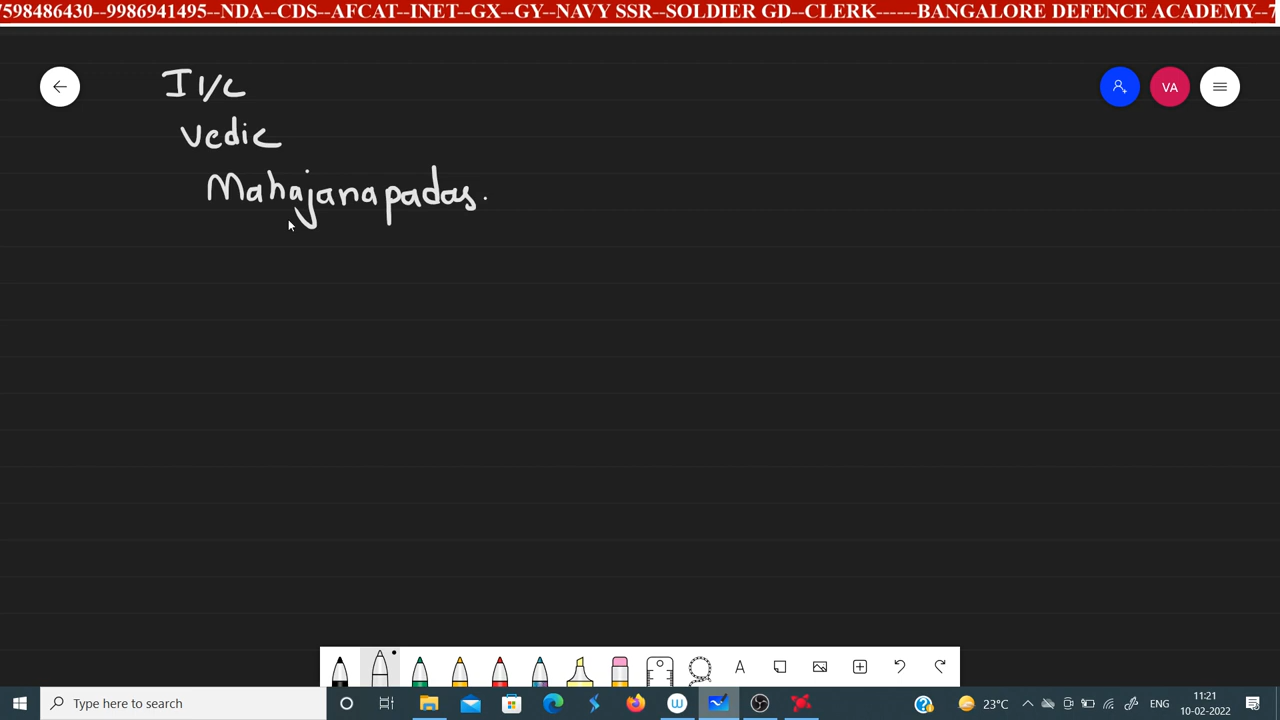 7598486430--9986941495--NDA--CDS--AFCAT--INET--GX--GY--NAVY SSR--SOLDIER GD--CLERK------BANGALORE DEFENCE ACADEMY--7
I V/C
VA
Vedic
Mahajanapadas.
A
Type here to search
23°C
ENG
11:21
10-02-2022